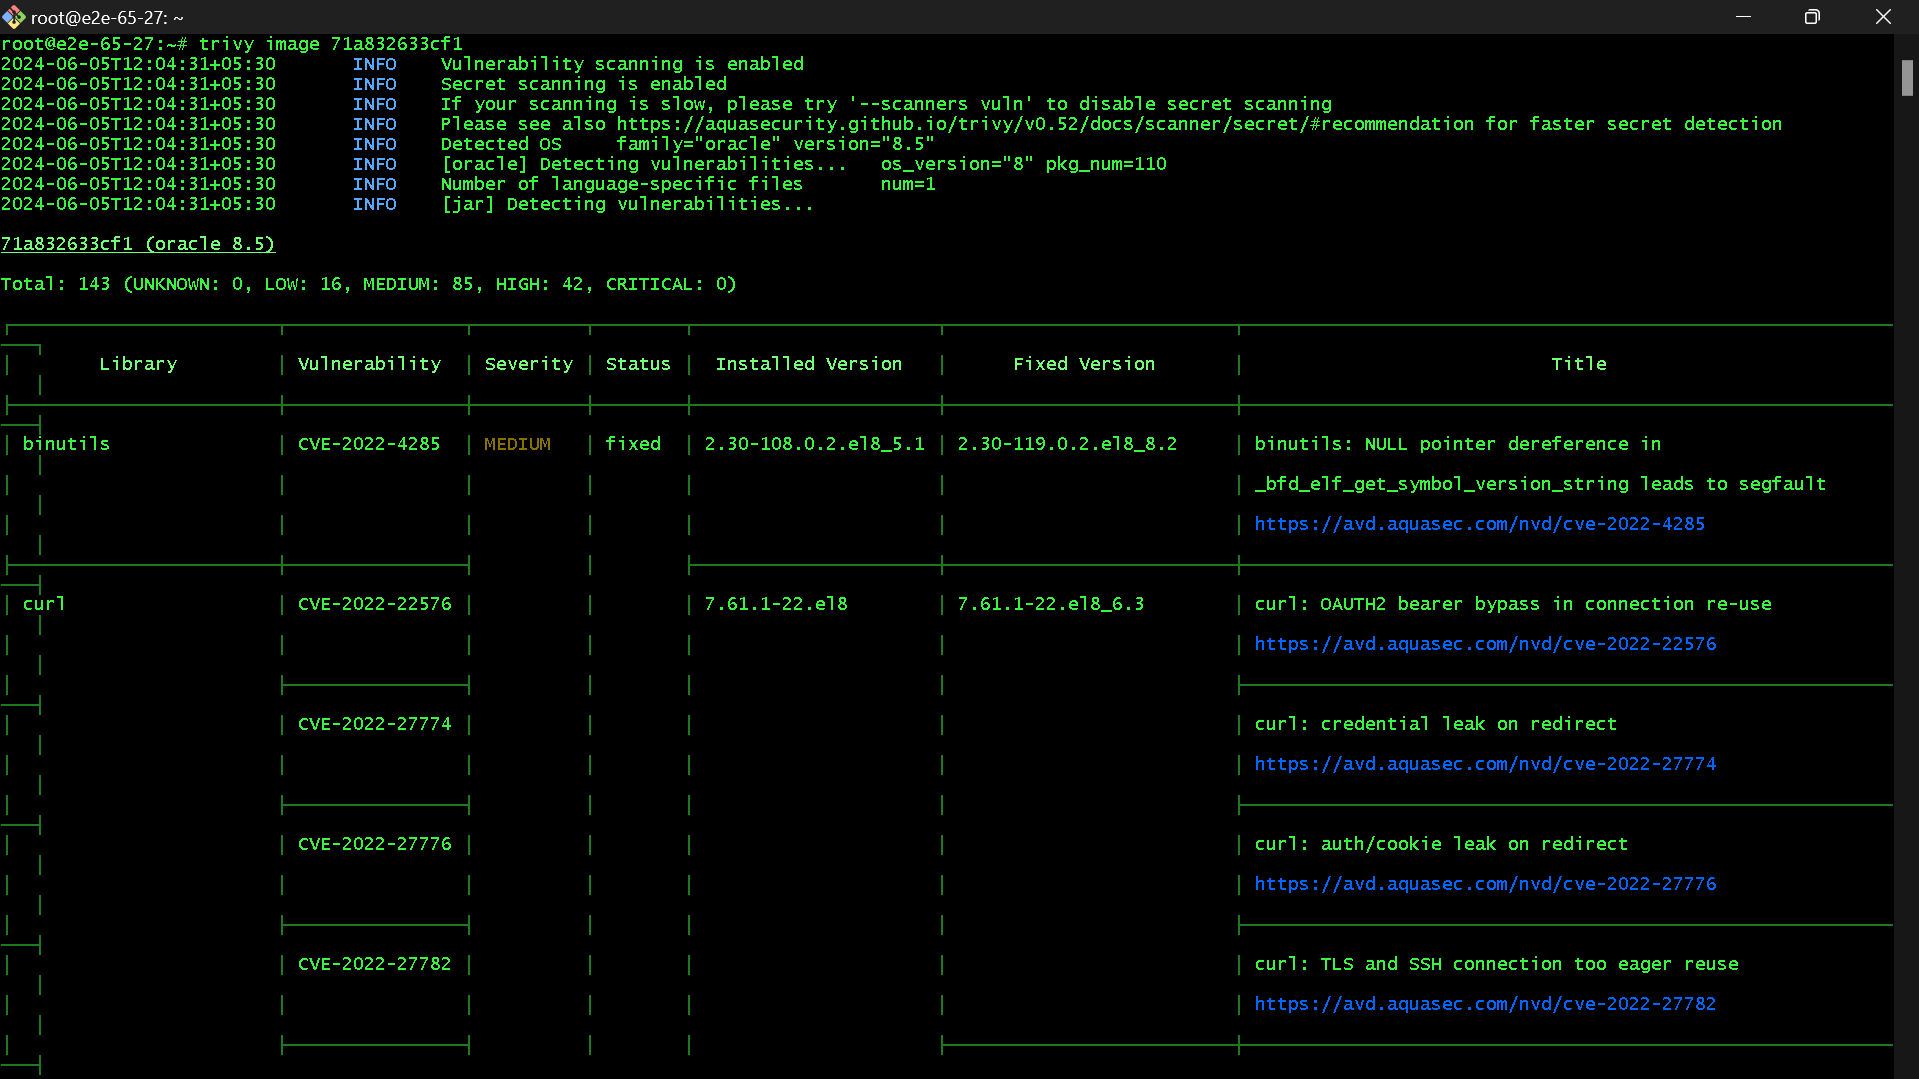 root@e2e-65-27: ~
root@e2e-65-27:~# trivy image 71a832633cf1
2024-06-05T12:04:31+05:30 INFO Vulnerability scanning is enabled
2024-06-05T12:04:31+05:30 INFO Secret scanning is enabled
2024-06-05T12:04:31+05:30 INFO If your scanning is slow, please try '--scanners vuln' to disable secret scanning
2024-06-05T12:04:31+05:30 INFO Please see also https://aquasecurity.github.io/trivy/v0.52/docs/scanner/secret/#recommendation for faster secret detection
2024-06-05T12:04:31+05:30 INFO Detected OS family="oracle" version="8.5"
2024-06-05T12:04:31+05:30 INFO [oracle] Detecting vulnerabilities... os_version="8" pkg_num=110
2024-06-05T12:04:31+05:30 INFO Number of language-specific files num=1
2024-06-05T12:04:31+05:30 INFO [jar] Detecting vulnerabilities...
71a832633cf1 (oracle 8.5)
Total: 143 (UNKNOWN: 0, LOW: 16, MEDIUM: 85, HIGH: 42, CRITICAL: 0)
Library Vulnerability Severity Status Installed Version Fixed Version Title
binutils CVE-2022-4285 MEDIUM fixed 2.30-108.0.2.el8_5.1 2.30-119.0.2.el8_8.2 binutils: NULL pointer dereference in
_bfd_elf_get_symbol_version_string leads to segfault
https://avd.aquasec.com/nvd/cve-2022-4285
curl CVE-2022-22576 7.61.1-22.el8 7.61.1-22.el8_6.3 curl: OAUTH2 bearer bypass in connection re-use
https://avd.aquasec.com/nvd/cve-2022-22576
CVE-2022-27774 curl: credential leak on redirect
https://avd.aquasec.com/nvd/cve-2022-27774
CVE-2022-27776 curl: auth/cookie leak on redirect
https://avd.aquasec.com/nvd/cve-2022-27776
CVE-2022-27782 curl: TLS and SSH connection too eager reuse
https://avd.aquasec.com/nvd/cve-2022-27782